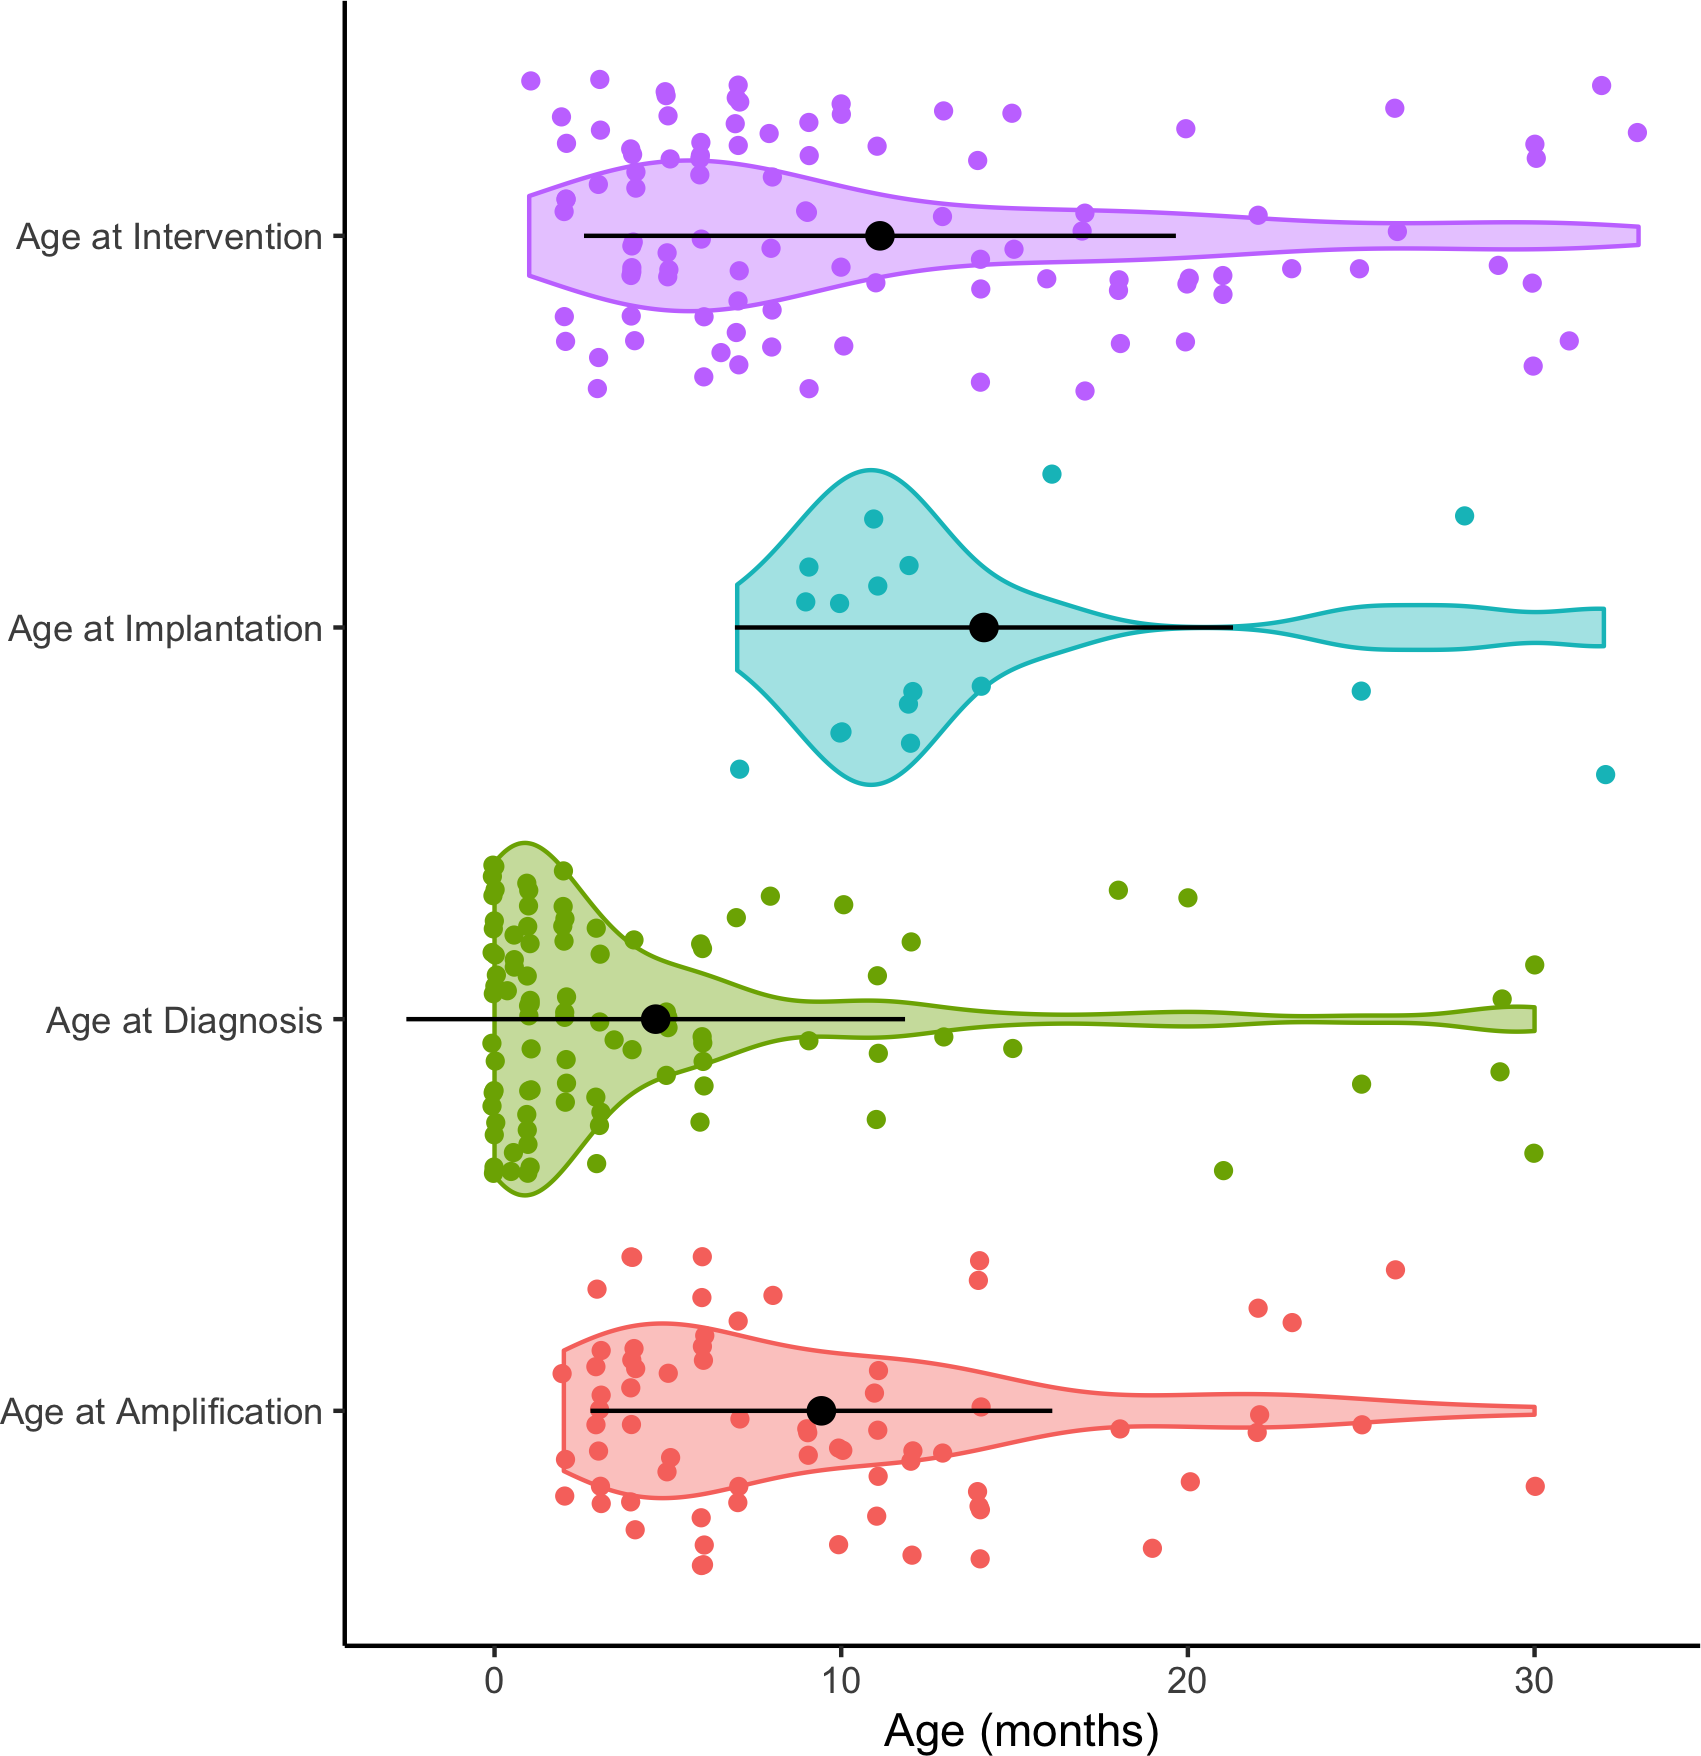 Age at Intervention
Age at Implantation
Age at Diagnosis
Age at Amplification
0 10 20 30
Age (months)